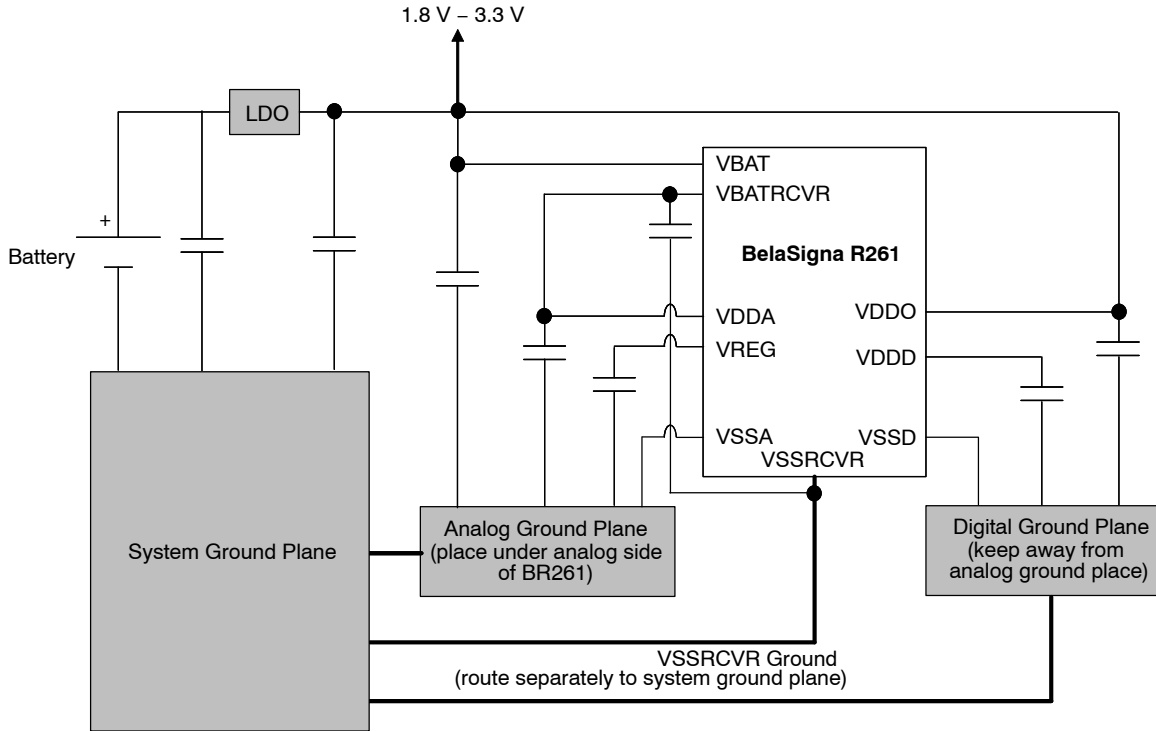 1.8 V – 3.3 V
LDO
+
Battery
VBAT
VBATRCVR
BelaSigna R261
VDDA
VDDO
VREG
VDDD
VSSA
VSSD
VSSRCVR
System Ground Plane
Analog Ground Plane
(place under analog side
of BR261)
Digital Ground Plane
(keep away from
analog ground place)
VSSRCVR Ground
(route separately to system ground plane)